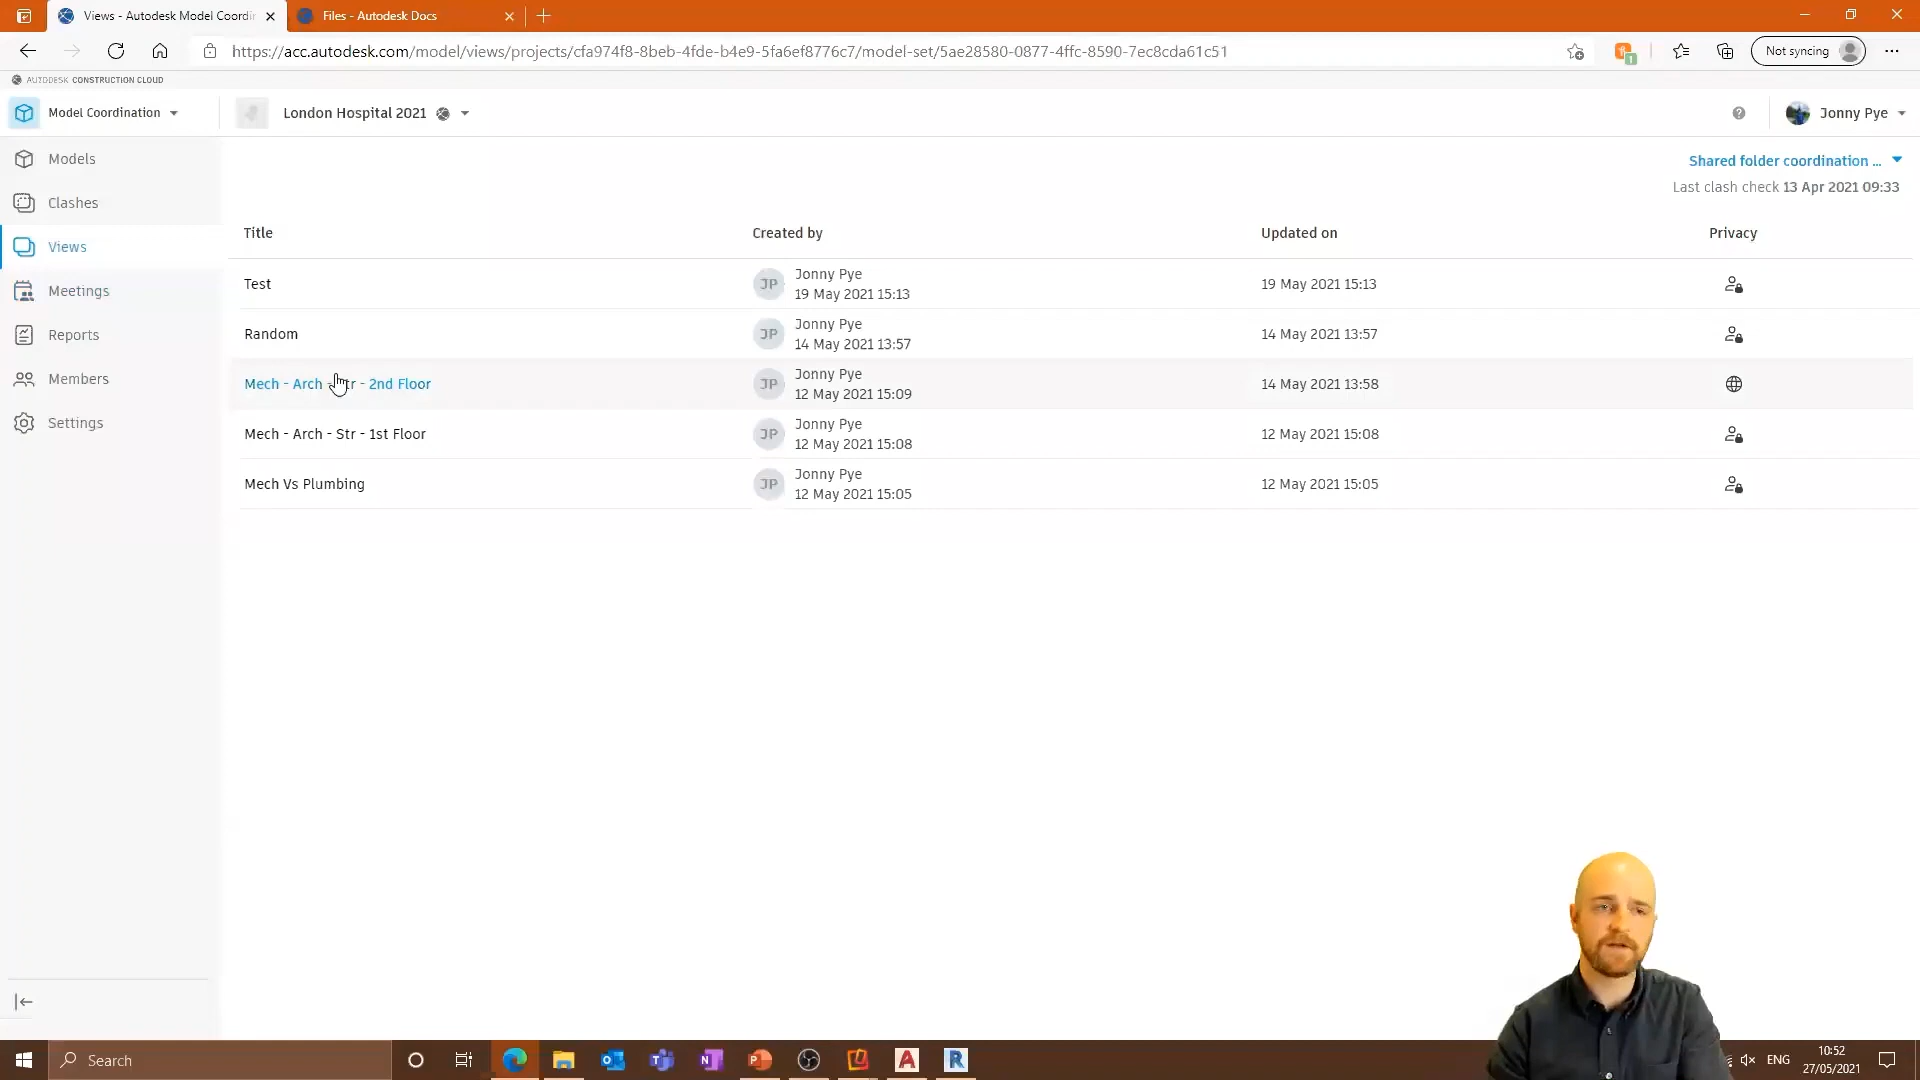 Views - Autodesk Model Coordin
Files - Autodesk Docs
https://acc.autodesk.com/model/views/projects/cfa974f8-8beb-4fde-b4e9-5fa6ef8776c7/model-set/5ae28580-0877-4ffc-8590-7ec8cda61c51
1
Not syncing
AUTODESK CONSTRUCTION CLOUD
Model Coordination
London Hospital 2021
Jonny Pye
Models
Clashes
Views
Meetings
Reports
Members
Settings
Shared folder coordination ...
Last clash check 13 Apr 2021 09:33
Title Created by Updated on Privacy
Test JP Jonny Pye 19 May 2021 15:13
19 May 2021 15:13
Random JP Jonny Pye 14 May 2021 13:57
14 May 2021 13:57
Mech - Arch - Str - 2nd Floor JP Jonny Pye 14 May 2021 13:58
12 May 2021 15:09
Mech - Arch - Str - 1st Floor JP Jonny Pye 12 May 2021 15:08
12 May 2021 15:08
Mech Vs Plumbing JP Jonny Pye 12 May 2021 15:05
12 May 2021 15:05
Search
ENG
10:52
27/05/2021